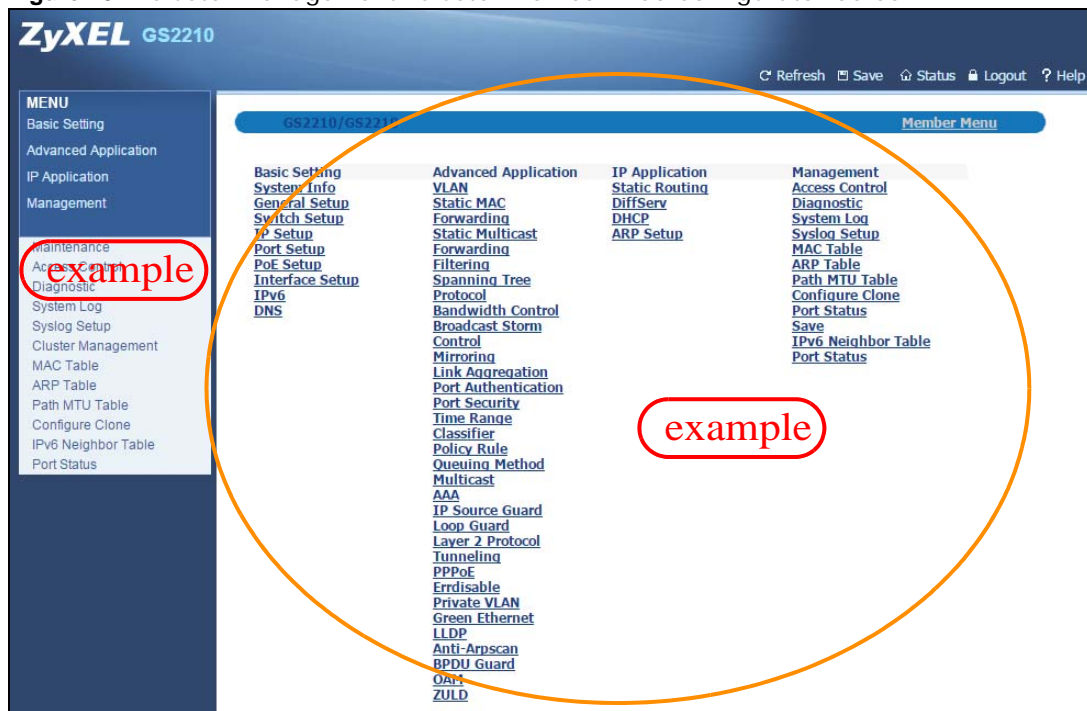 ZyXEL GS2210
Refresh Save Status Logout ? Help
MENU
Basic Setting
Advanced Application
IP Application
Management
Maintenance
Access Control
Diagnostic
System Log
Syslog Setup
Cluster Management
MAC Table
ARP Table
Path MTU Table
Configure Clone
IPv6 Neighbor Table
Port Status
example
Member Menu
Basic Setting
System Info
General Setup
Switch Setup
IP Setup
Port Setup
PoE Setup
Interface Setup
IPv6
DNS
Advanced Application
VLAN
Static MAC
Forwarding
Static Multicast
Forwarding
Filtering
Spanning Tree
Protocol
Bandwidth Control
Broadcast Storm
Control
Mirroring
Link Aggregation
Port Authentication
Port Security
Time Range
Classifier
Policy Rule
Queuing Method
Multicast
AAA
IP Source Guard
Loop Guard
Layer 2 Protocol
Tunneling
PPPoE
Errdisable
Private VLAN
Green Ethernet
LLDP
Anti-Arpscan
BPDU Guard
OAM
ZULD
IP Application
Static Routing
DiffServ
DHCP
ARP Setup
Management
Access Control
Diagnostic
System Log
Syslog Setup
MAC Table
ARP Table
Path MTU Table
Configure Clone
Port Status
Save
IPv6 Neighbor Table
Port Status
example